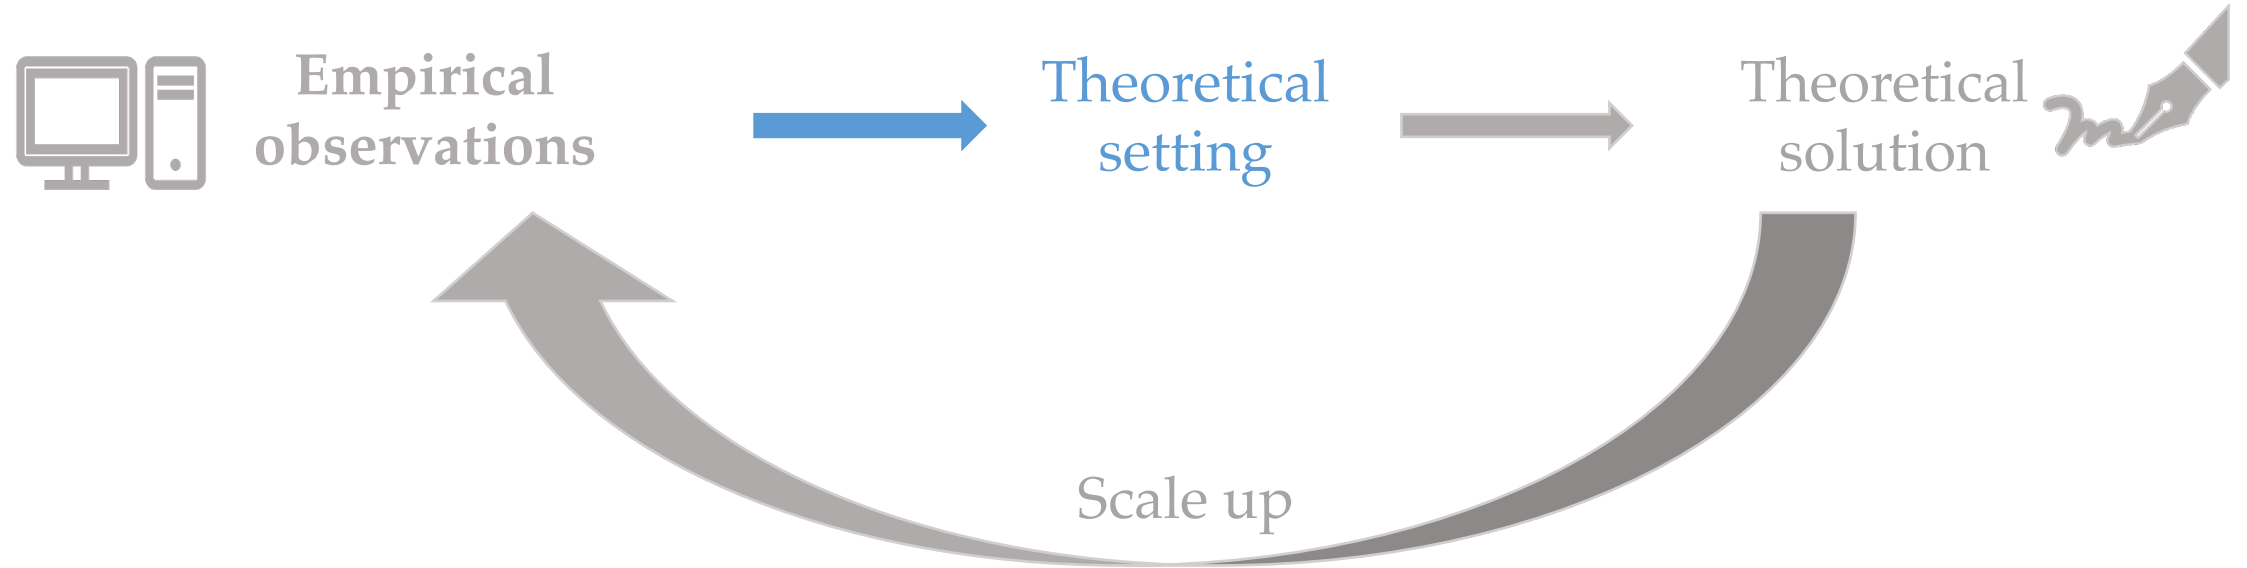 Empirical
observations
Theoretical
setting
Theoretical
solution
Scale up